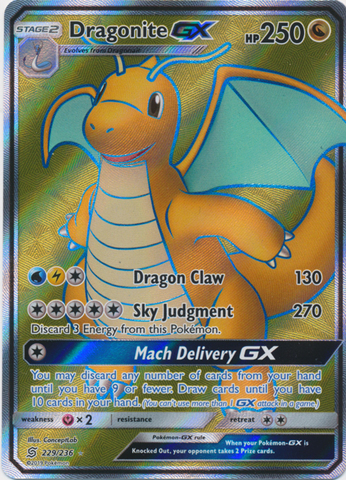 STAGE 2 Dragonite GX HP 250
Evolves from Dragonair
Dragon Claw 130
Sky Judgment 270
Discard 3 Energy from this Pokémon.
Mach Delivery GX
You may discard any number of cards from your hand
until you have 9 or fewer. Draw cards until you have
10 cards in your hand. (You can't use more than 1 GX attack in a game.)
weakness ×2 resistance retreat
Pokémon-GX rule
When your Pokémon-GX is
Knocked Out, your opponent takes 2 Prize cards.
Illus. ConceptLab
229/236